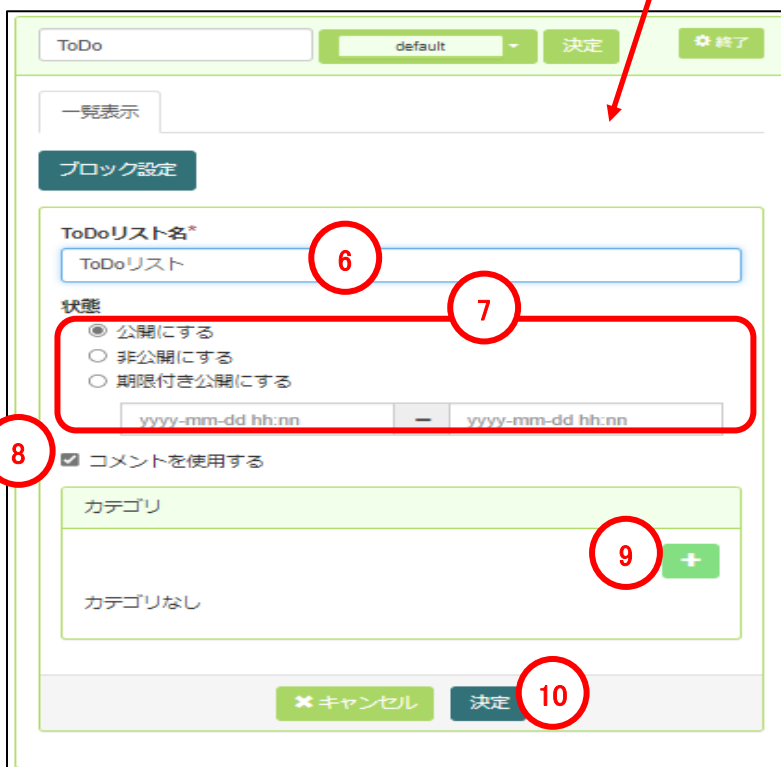 ToDo default 決定 終了
一覧表示
ブロック設定
ToDoリスト名*
ToDoリスト 6
状態 7
公開にする
非公開にする
期限付き公開にする
yyyy-mm-dd hh:nn － yyyy-mm-dd hh:nn
8 コメントを使用する
カテゴリ
9 +
カテゴリなし
キャンセル 決定 10